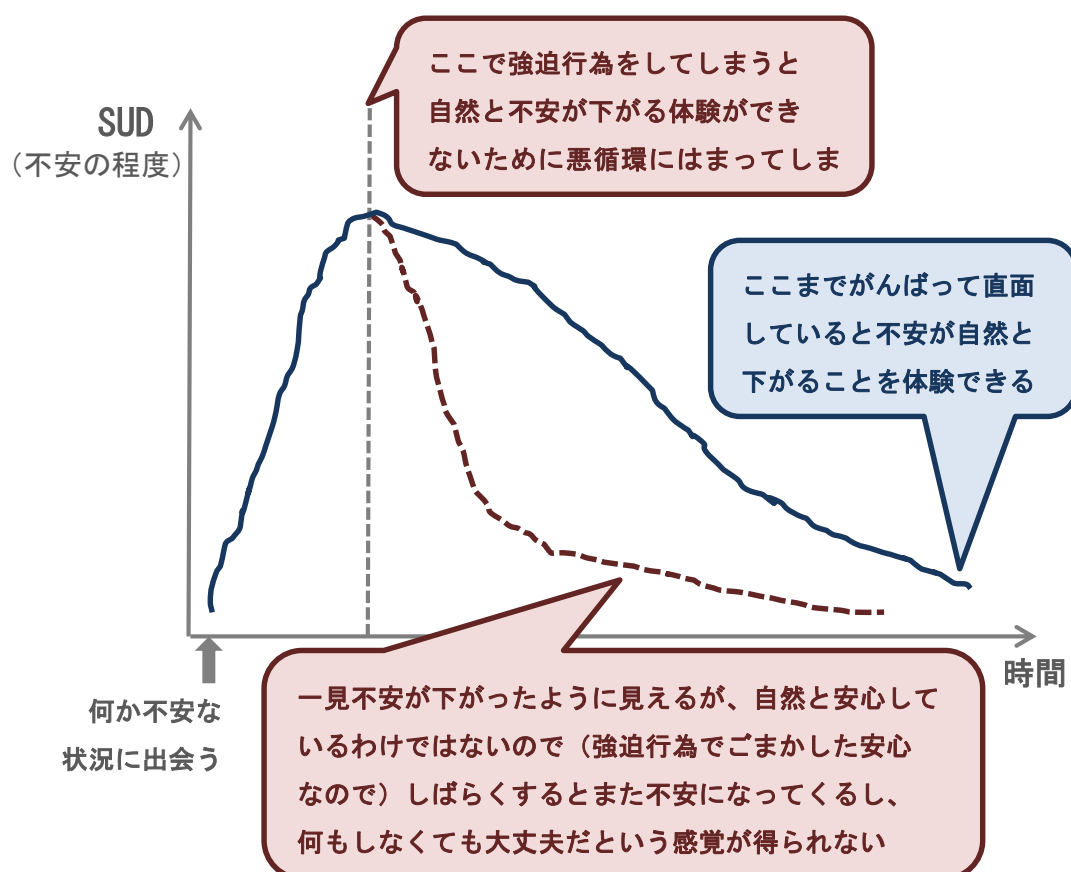 ここで強迫行為をしてしまうと
自然と不安が下がる体験ができ
ないために悪循環にはまってしま
SUD
（不安の程度）
ここまでがんばって直面
していると不安が自然と
下がることを体験できる
時間
何か不安な
状況に出会う
一見不安が下がったように見えるが、自然と安心して
いるわけではないので（強迫行為でごまかした安心
なので）しばらくするとまた不安になってくるし、
何もしなくても大丈夫だという感覚が得られない